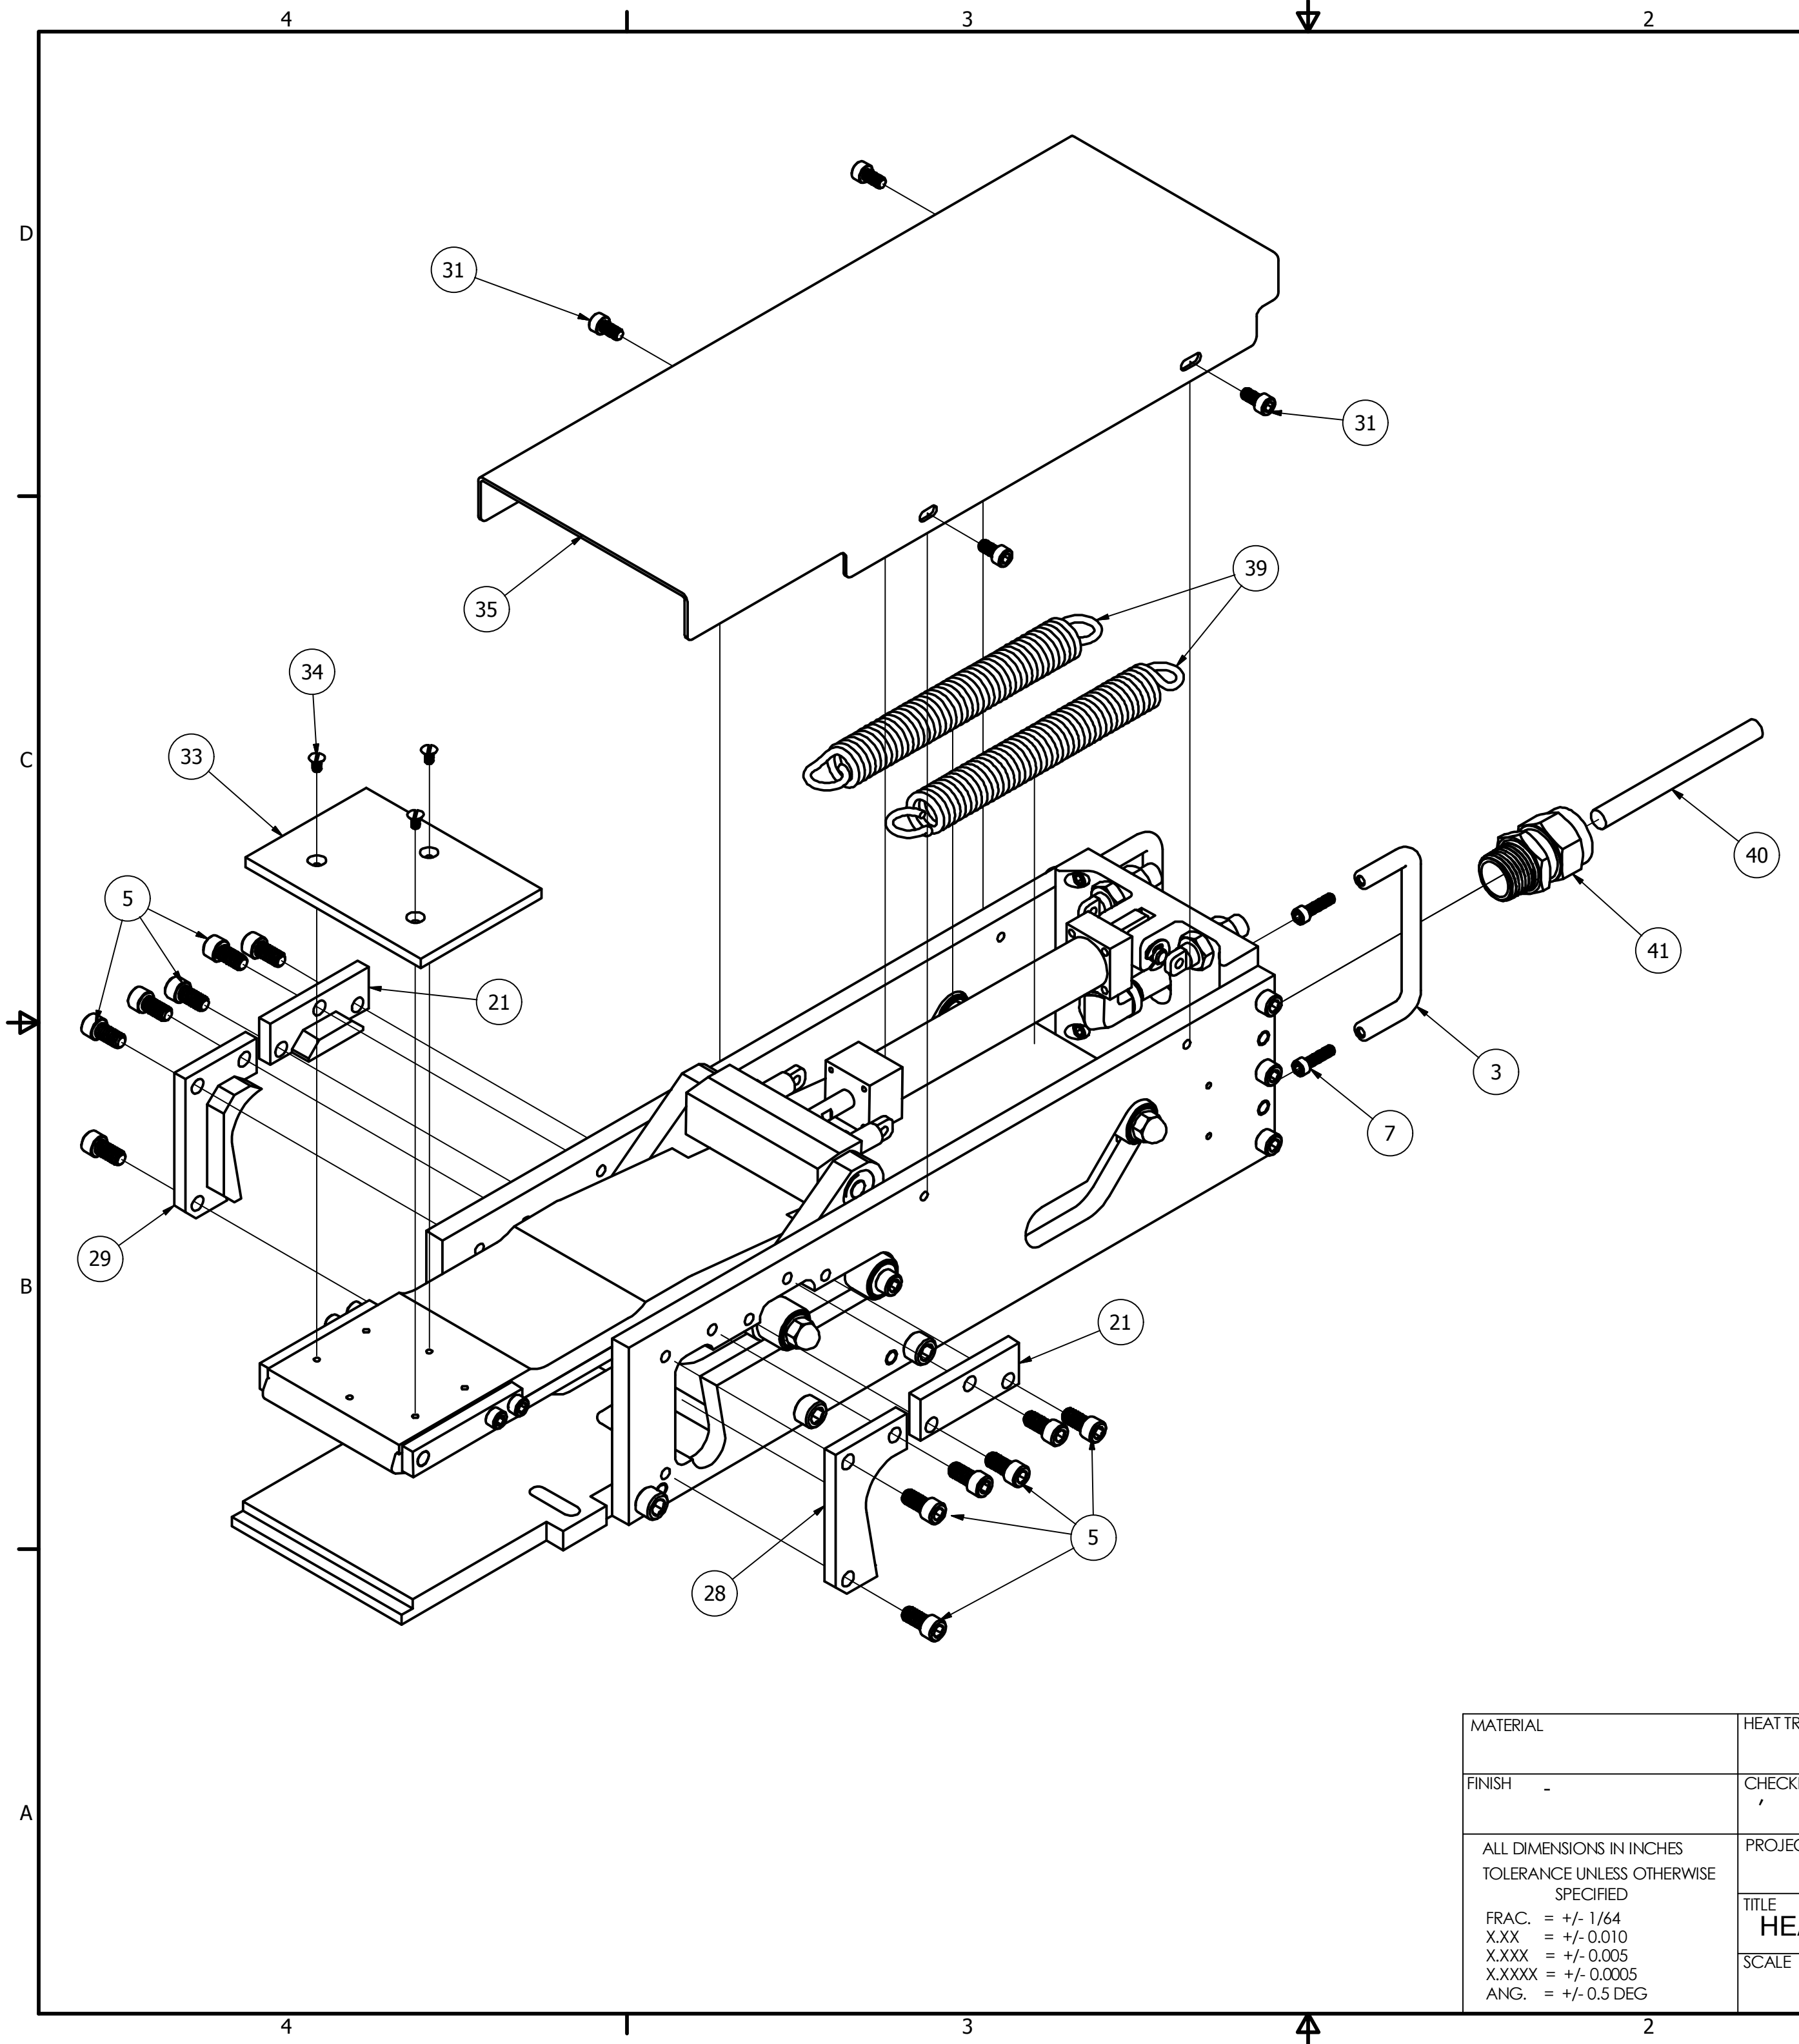 4 3 2
D
31
31
39
35
34
C
33
40
5
41
21
3
7
29
B
21
5
28
MATERIAL HEAT
FINISH -
A
ALL DIMENSIONS IN INCHES
TOLERANCE UNLESS OTHERWISE
SPECIFIED
FRAC. = +/- 1/64
X.XX = +/- 0.010
X.XXX = +/- 0.005
X.XXXX = +/- 0.0005
ANG. = +/- 0.5 DEG
TITLE
SCALE
4 3 2